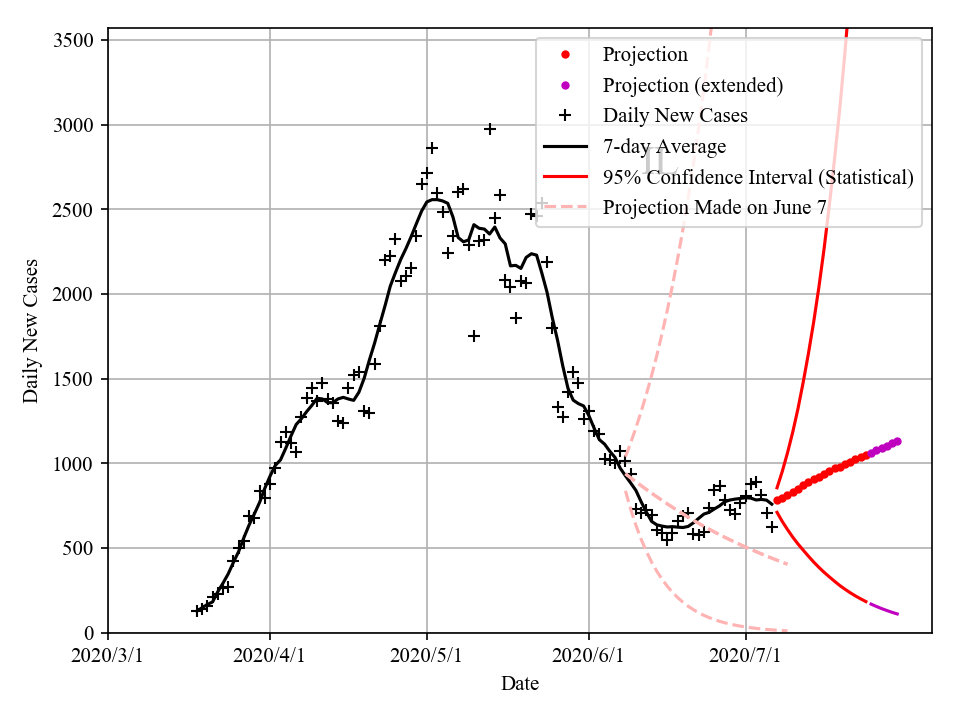 3500
3000
2500
2000
1500
1000
500
0
Daily New Cases
2020/3/1
2020/4/1
2020/5/1
2020/6/1
2020/7/1
Date
Projection
Projection (extended)
Daily New Cases
7-day Average
95% Confidence Interval (Statistical)
Projection Made on June 7
IL